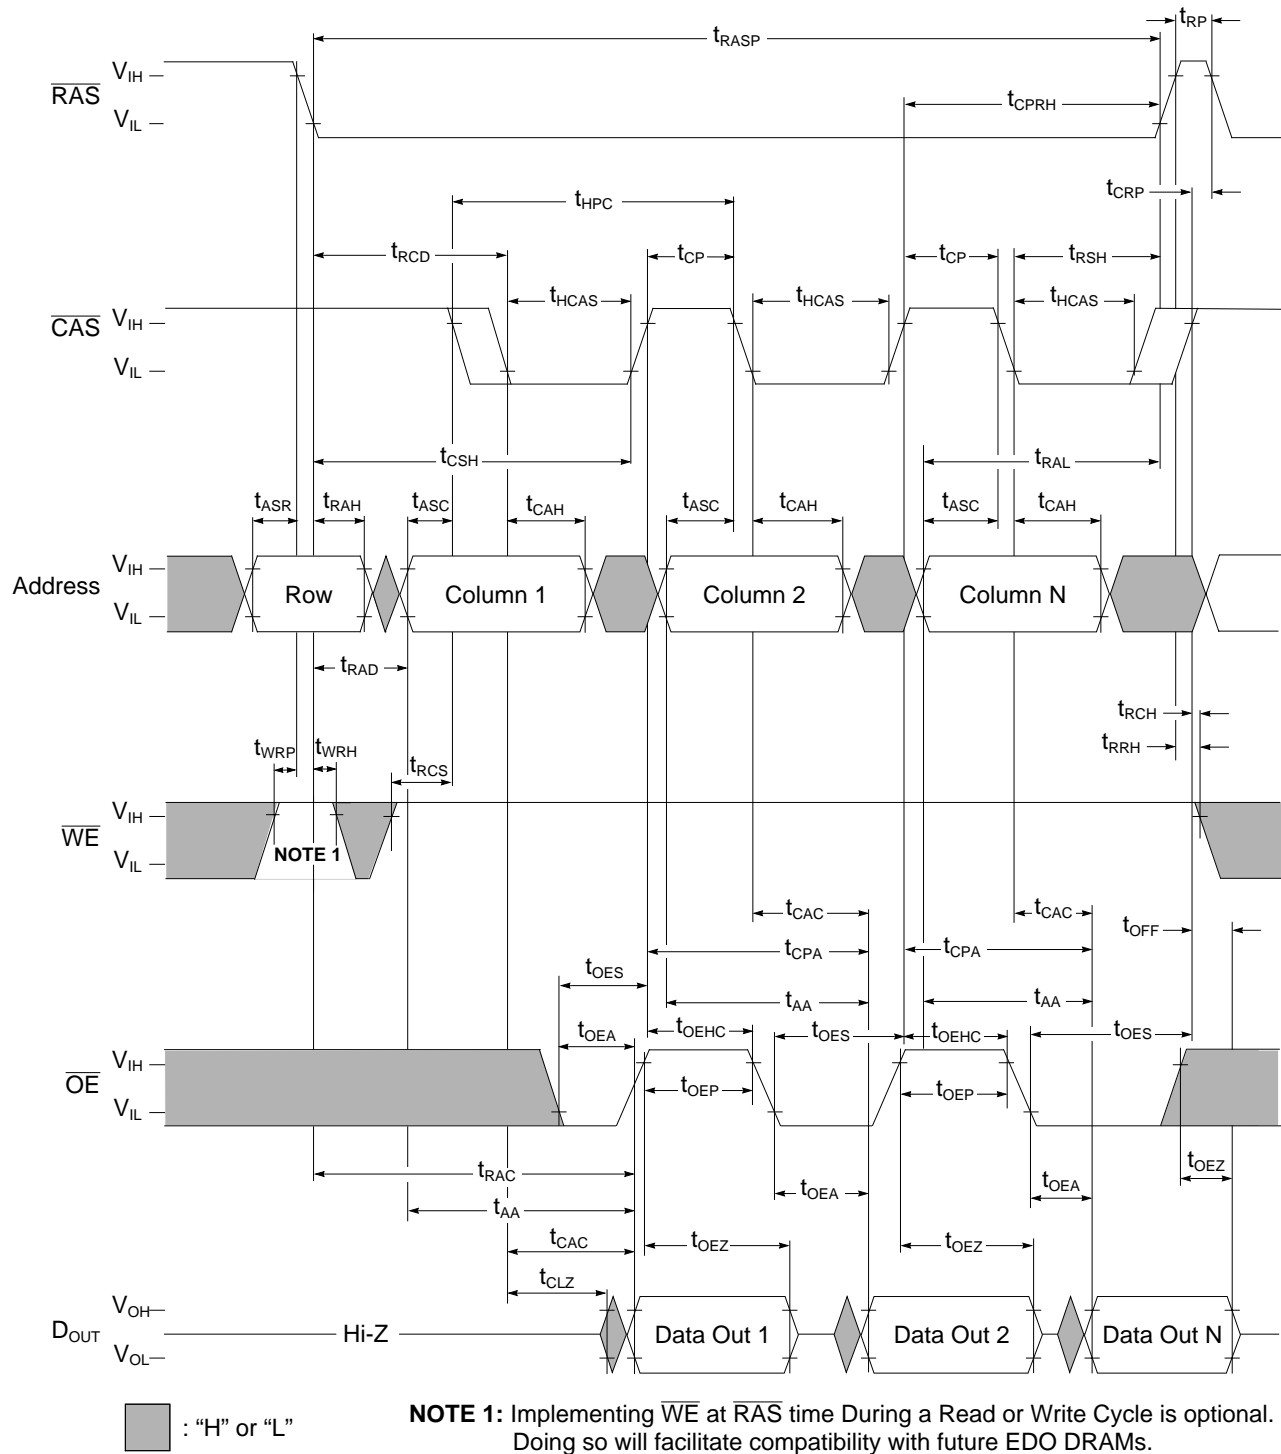 tRP
tRASP
VIH
RAS
tCPRH
VIL
tCRP
tHPC
tRCD
tCP
tCP
tRSH
tHCAS
tHCAS
tHCAS
VIH
CAS
VIL
tCSH
tRAL
tASR
tRAH
tASC
tCAH
tASC
tCAH
tASC
tCAH
VIH
Address
Row
Column 1
Column 2
Column N
VIL
tRAD
tRCH
tWRP
tWRH
tRCS
tRRH
VIH
WE
NOTE 1
VIL
tCAC
tCAC
tOFF
tCPA
tCPA
tOES
tAA
tAA
tOEA
tOEHC
tOES
tOEHC
tOES
VIH
OE
tOEP
tOEP
VIL
tRAC
tOEZ
tOEA
tOEA
tAA
tCAC
tOEZ
tOEZ
tCLZ
VOH
DOUT
Hi-Z
Data Out 1
Data Out 2
Data Out N
VOL
: “H” or “L”
NOTE 1: Implementing WE at RAS time During a Read or Write Cycle is optional.
Doing so will facilitate compatibility with future EDO DRAMs.